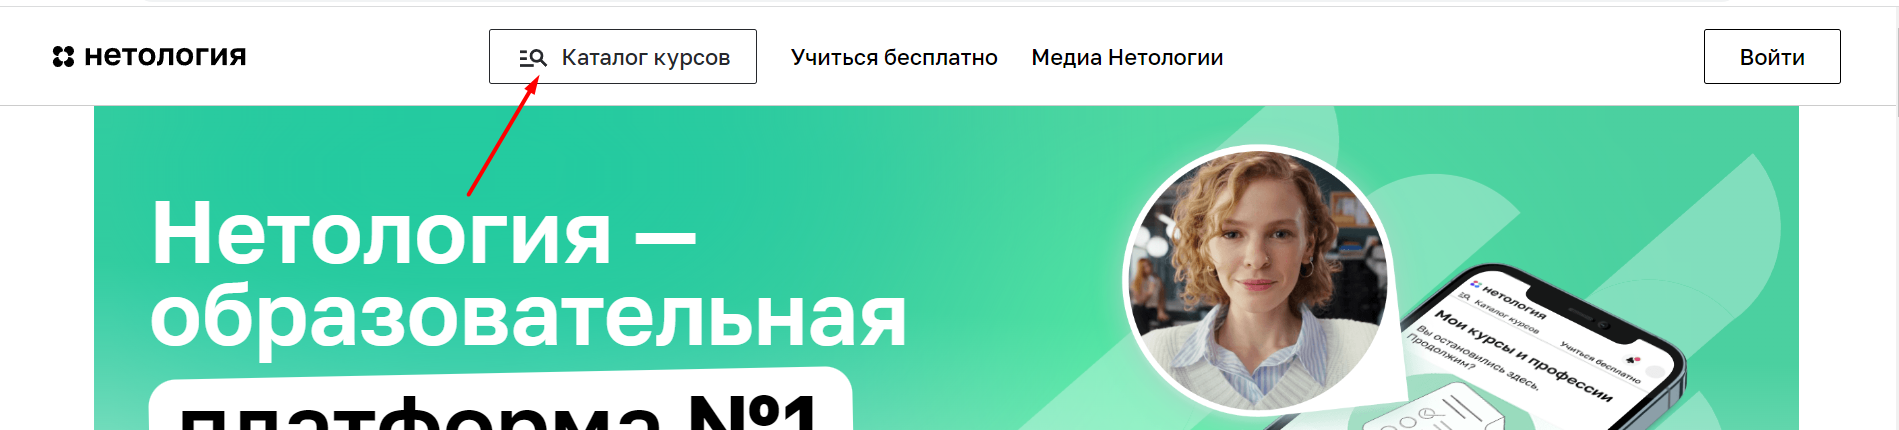 нетология
Каталог курсов
Учиться бесплатно
Медиа Нетологии
Войти
Нетология —
образовательная
платформа №1
нетология
Каталог курсов
Учиться бесплатно
Мои курсы и профессии
Вы остановились здесь.
Продолжим?